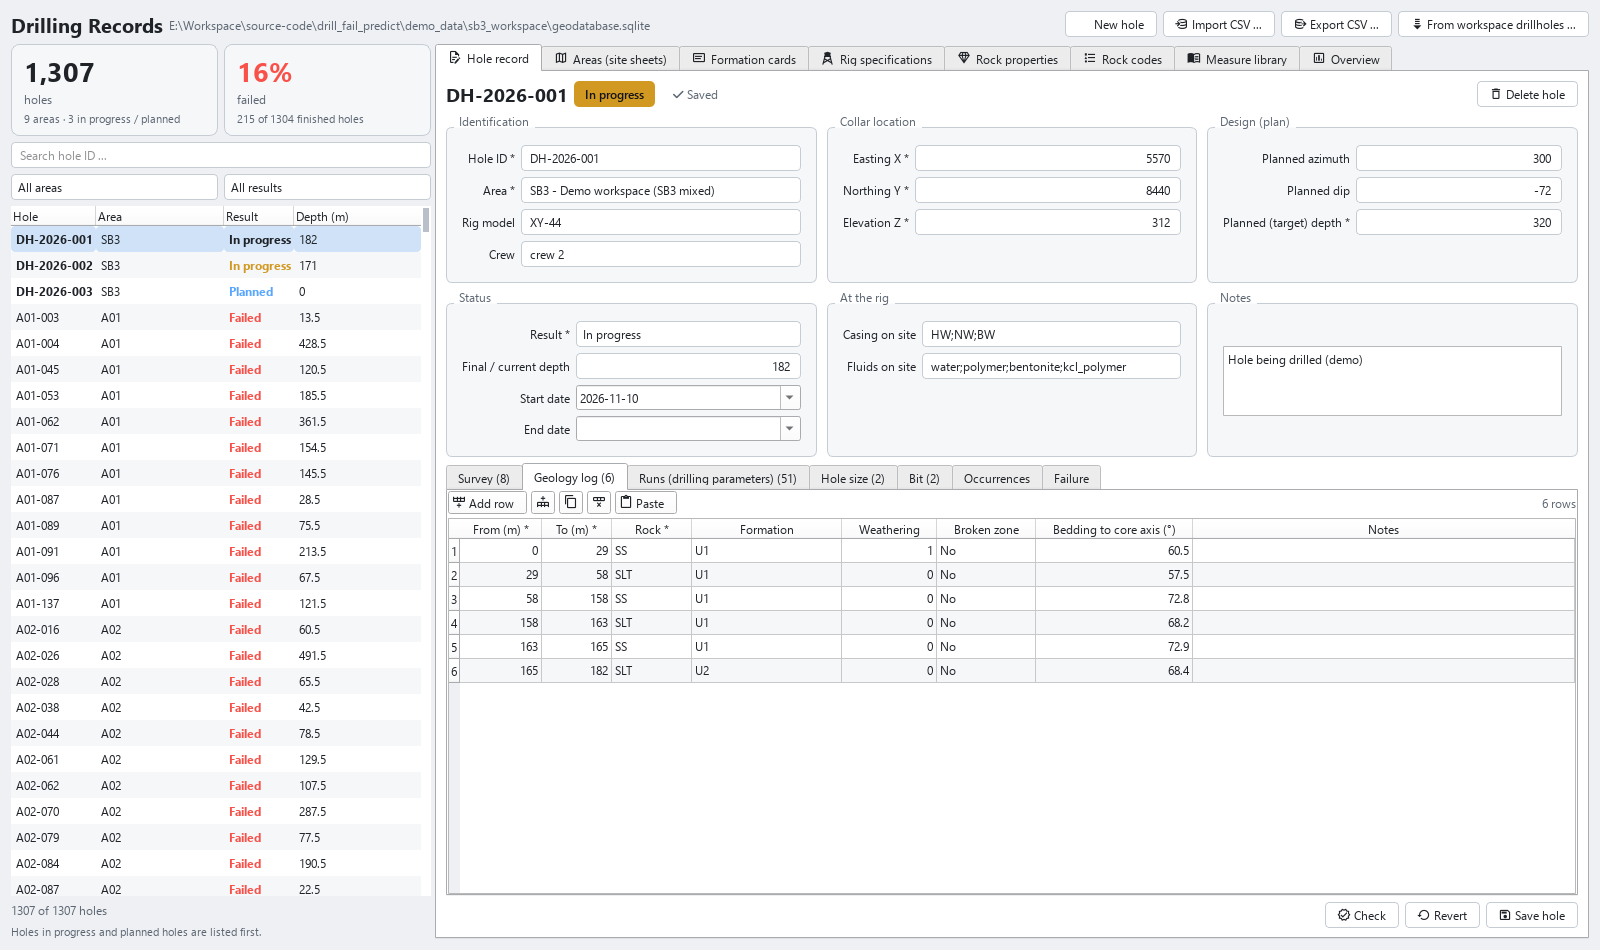 Drilling Records E:\Workspace\source-code\drill_fail_predict\demo_data\sb3_workspace\geodatabase.sqlite
New hole Import CSV ... Export CSV ... From workspace drillholes ...
1,307
holes
9 areas · 3 in progress / planned
16%
failed
215 of 1304 finished holes
Search hole ID ...
All areas All results
Hole Area Result Depth (m)
DH-2026-001 SB3 In progress 182
DH-2026-002 SB3 In progress 171
DH-2026-003 SB3 Planned 0
A01-003 A01 Failed 13.5
A01-004 A01 Failed 428.5
A01-045 A01 Failed 120.5
A01-053 A01 Failed 185.5
A01-062 A01 Failed 361.5
A01-071 A01 Failed 154.5
A01-076 A01 Failed 145.5
A01-087 A01 Failed 28.5
A01-089 A01 Failed 75.5
A01-091 A01 Failed 213.5
A01-096 A01 Failed 67.5
A01-137 A01 Failed 121.5
A02-016 A02 Failed 60.5
A02-026 A02 Failed 491.5
A02-028 A02 Failed 65.5
A02-038 A02 Failed 42.5
A02-044 A02 Failed 78.5
A02-061 A02 Failed 129.5
A02-062 A02 Failed 107.5
A02-070 A02 Failed 287.5
A02-079 A02 Failed 77.5
A02-084 A02 Failed 190.5
A02-087 A02 Failed 22.5
1307 of 1307 holes
Holes in progress and planned holes are listed first.
Hole record Areas (site sheets) Formation cards Rig specifications Rock properties Rock codes Measure library Overview
DH-2026-001 In progress Saved Delete hole
Identification
Hole ID * DH-2026-001
Area * SB3 - Demo workspace (SB3 mixed)
Rig model XY-44
Crew crew 2
Collar location
Easting X * 5570
Northing Y * 8440
Elevation Z * 312
Design (plan)
Planned azimuth 300
Planned dip -72
Planned (target) depth * 320
Status
Result * In progress
Final / current depth 182
Start date 2026-11-10
End date
At the rig
Casing on site HW;NW;BW
Fluids on site water;polymer;bentonite;kcl_polymer
Notes
Hole being drilled (demo)
Survey (8) Geology log (6) Runs (drilling parameters) (51) Hole size (2) Bit (2) Occurrences Failure
Add row Paste 6 rows
From (m) * To (m) * Rock * Formation Weathering Broken zone Bedding to core axis (°) Notes
1 0 29 SS U1 1 No 60.5
2 29 58 SLT U1 0 No 57.5
3 58 158 SS U1 0 No 72.8
4 158 163 SLT U1 0 No 68.2
5 163 165 SS U1 0 No 72.9
6 165 182 SLT U2 0 No 68.4
Check Revert Save hole